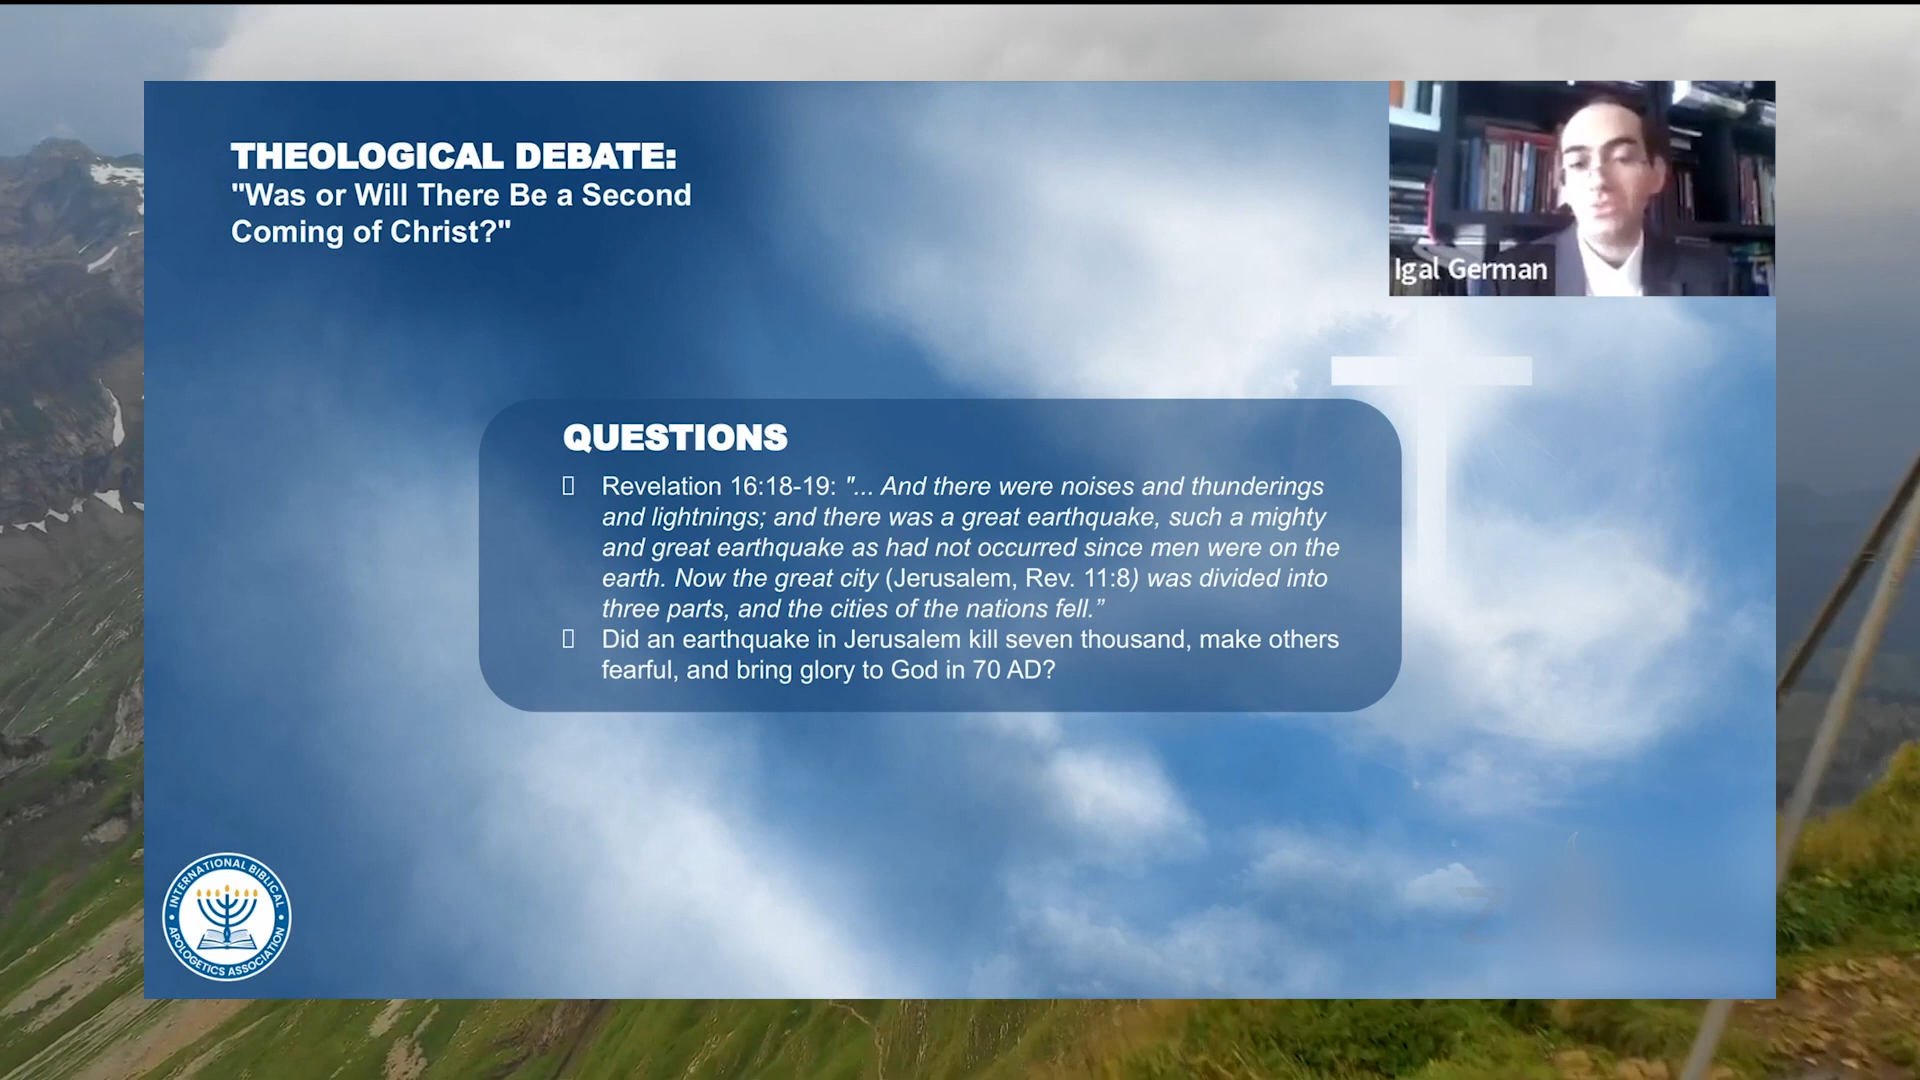 THEOLOGICAL DEBATE:
"Was or Will There Be a Second
Coming of Christ?"
Igal German
QUESTIONS
Revelation 16:18-19: "... And there were noises and thunderings
and lightnings; and there was a great earthquake, such a mighty
and great earthquake as had not occurred since men were on the
earth. Now the great city (Jerusalem, Rev. 11:8) was divided into
three parts, and the cities of the nations fell.”
Did an earthquake in Jerusalem kill seven thousand, make others
fearful, and bring glory to God in 70 AD?
INTERNATIONAL BIBLICAL
APOLOGETICS ASSOCIATION